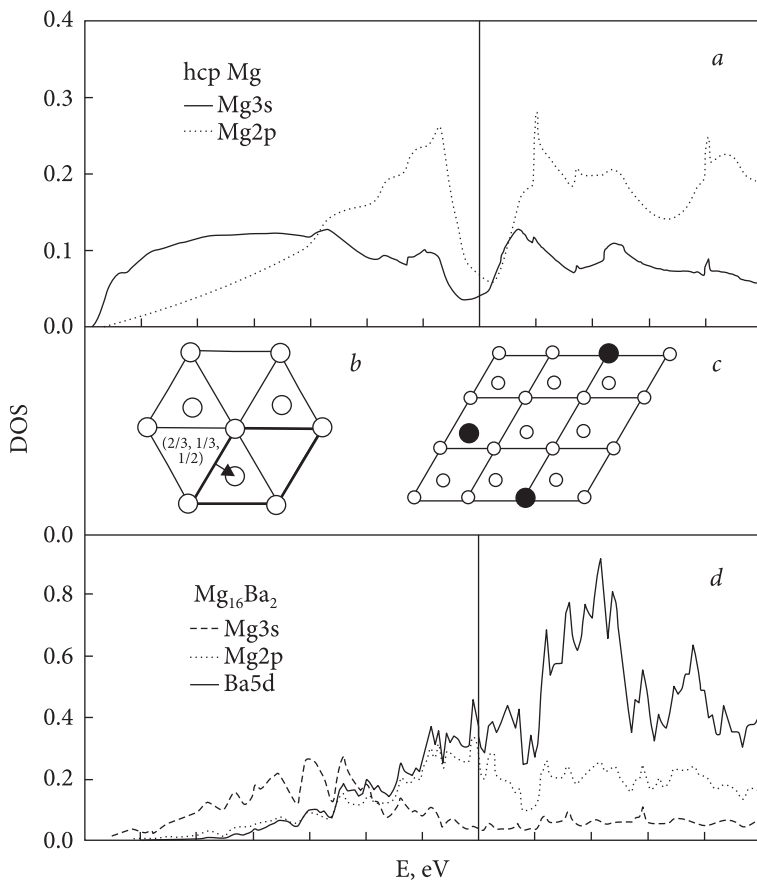 0.4
a
hcp Mg
Mg3s
Mg2p
0.3
0.2
0.1
0.0
b
c
(2/3, 1/3,
1/2)
DOS
0.0
d
Mg₁₆Ba₂
Mg3s
Mg2p
Ba5d
0.8
0.6
0.4
0.2
0.0
E, eV